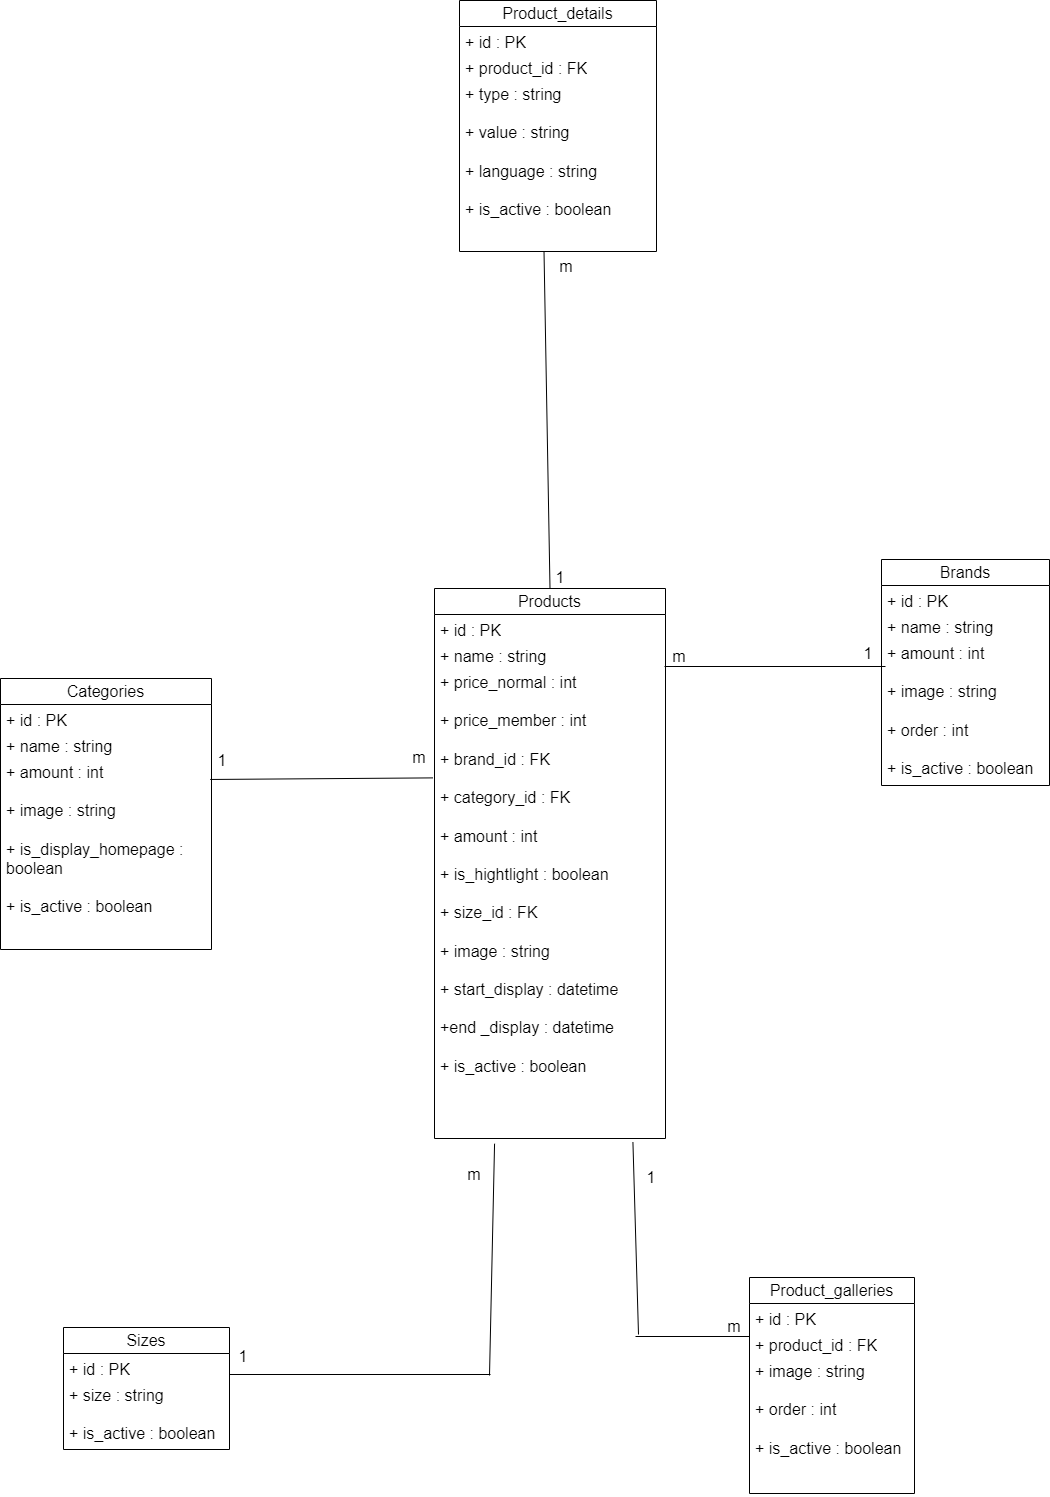 Product_details
+ id : PK
+ product_id : FK
+ type : string
+ value : string
+ language : string
+ is_active : boolean
m
1
Products
+ id : PK
+ name : string
+ price_normal : int
+ price_member : int
+ brand_id : FK
+ category_id : FK
+ amount : int
+ is_hightlight : boolean
+ size_id : FK
+ image : string
+ start_display : datetime
+end _display : datetime
+ is_active : boolean
m
1
Brands
+ id : PK
+ name : string
+ amount : int
+ image : string
+ order : int
+ is_active : boolean
Categories
+ id : PK
+ name : string
+ amount : int
+ image : string
+ is_display_homepage :
boolean
+ is_active : boolean
1
m
m
1
Sizes
+ id : PK
+ size : string
+ is_active : boolean
1
m
Product_galleries
+ id : PK
+ product_id : FK
+ image : string
+ order : int
+ is_active : boolean